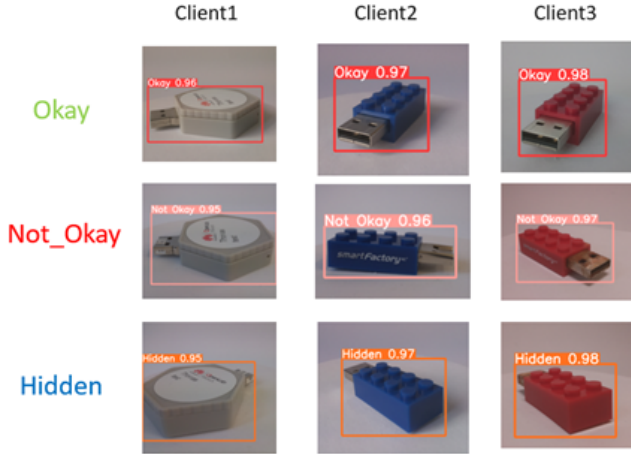 Client1 Client2 Client3
Okay
Okay 0.96
Okay 0.97
Okay 0.98
Not_Okay
Not Okay 0.95
Not Okay 0.96
Not Okay 0.97
smartFactory
Hidden
Hidden 0.95
Hidden 0.97
Hidden 0.98